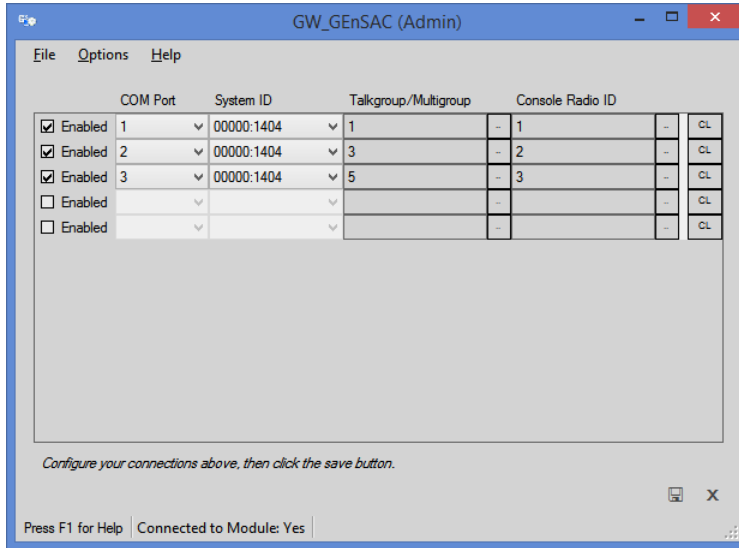 GW_GEnSAC (Admin)
File Options Help
COM Port System ID Talkgroup/Multigroup Console Radio ID
Enabled 1 00000:1404 1 .. 1 .. CL
Enabled 2 00000:1404 3 .. 2 .. CL
Enabled 3 00000:1404 5 .. 3 .. CL
Enabled .. .. CL
Enabled .. .. CL
Configure your connections above, then click the save button.
X
Press F1 for Help Connected to Module: Yes